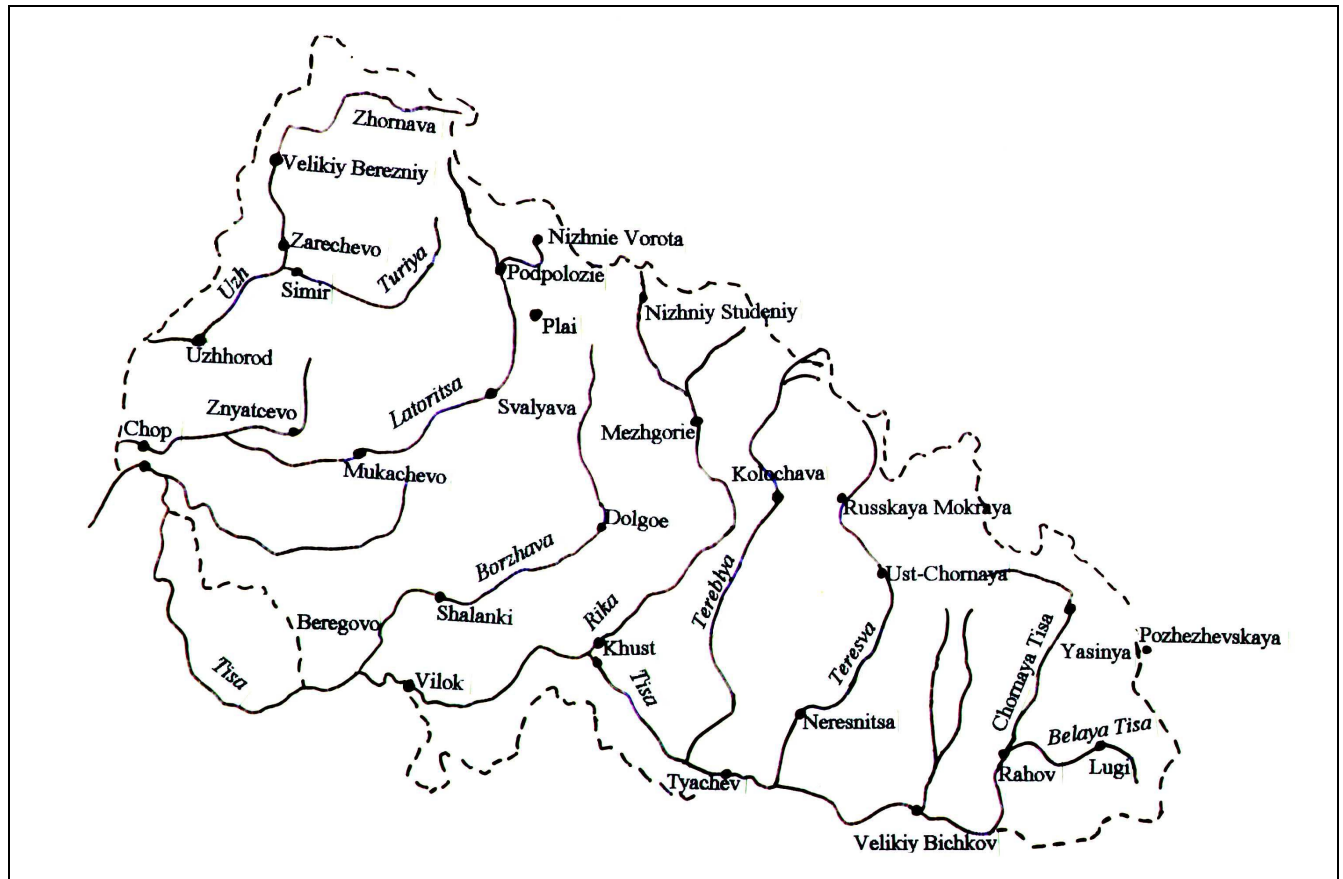 Zhornava
Velikiy Berezniy
Nizhnie Vorota
Zarechevo
Turiya
Uzh
Simir
Podpolozie
Plai
Nizhniy Studeniy
Uzhhorod
Latoritsa
Svalyava
Znyatcevo
Chop
Mezhgorie
Mukachevo
Kolochava
Russkaya Mokraya
Dolgoe
Borzhava
Ust-Chornaya
Tereblya
Rika
Shalanki
Beregovo
Teresva
Chornaya Tisa
Yasinya
Pozhezhevskaya
Khust
Tisa
Tisa
Vilok
Neresnitsa
Belaya Tisa
Rahov
Lugi
Tyachev
Velikiy Bichkov